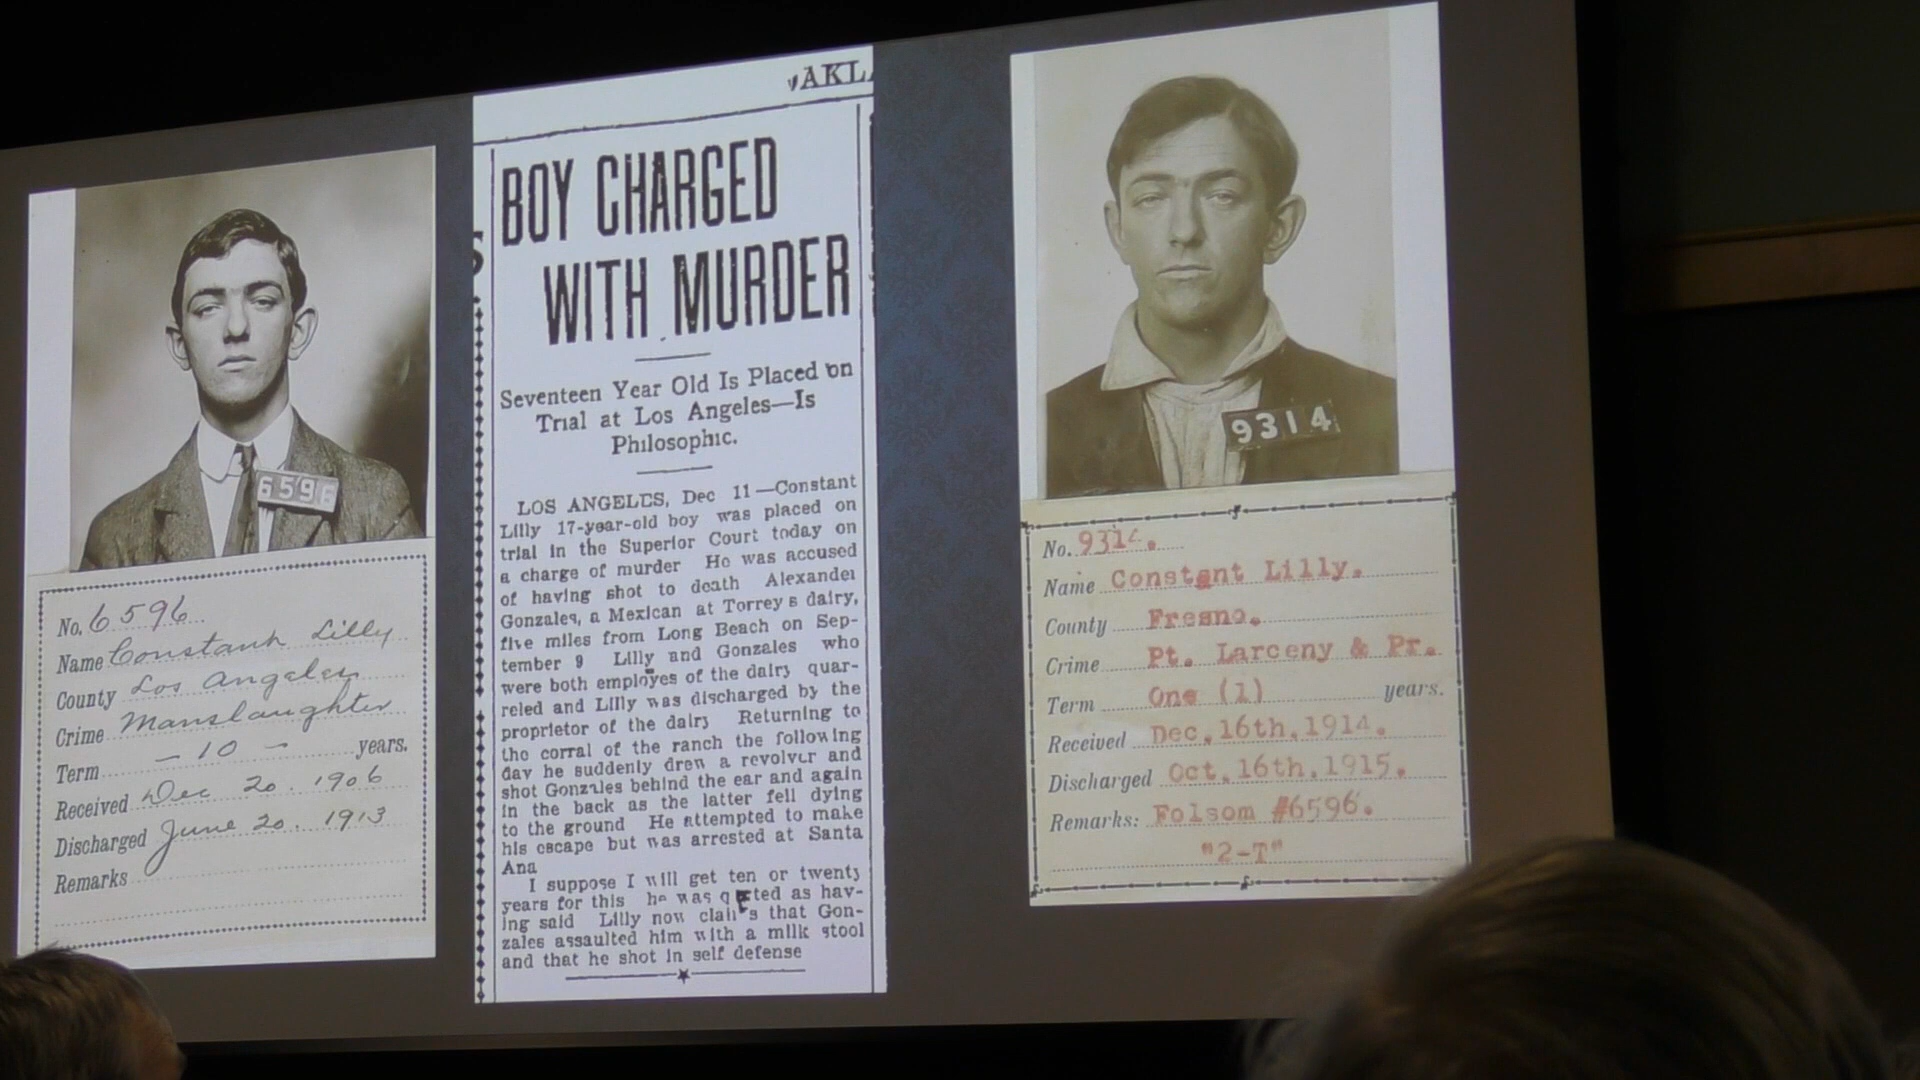 6596
No. 6596
Name Constant Lilly
County Los Angeles
Crime Manslaughter
Term — 10 — years.
Received Dec 20. 1906
Discharged June 20. 1913
Remarks
AKLA
BOY CHARGED
WITH MURDER
Seventeen Year Old Is Placed on
Trial at Los Angeles—Is
Philosophic.
LOS ANGELES, Dec 11—Constant
Lilly 17-year-old boy was placed on
trial in the Superior Court today on
a charge of murder He was accused
of having shot to death Alexander
Gonzales, a Mexican at Torreys dairy,
five miles from Long Beach on Sep-
tember 9 Lilly and Gonzales who
were both employes of the dairy quar-
reled and Lilly was discharged by the
proprietor of the dairy Returning to
the corral of the ranch the following
day he suddenly drew a revolver and
shot Gonzales behind the ear and again
in the back as the latter fell dying
to the ground He attempted to make
his escape but was arrested at Santa
Ana
I suppose I will get ten or twenty
years for this he was quoted as hav-
ing said Lilly now claims that Gon-
zales assaulted him with a milk stool
and that he shot in self defense
9314
No. 9314.
Name Constant Lilly.
County Fresno.
Crime Pt. Larceny & Pr.
Term One (1) years.
Received Dec. 16th, 1914.
Discharged Oct. 16th, 1915.
Remarks: Folsom #6596.
"2-T"